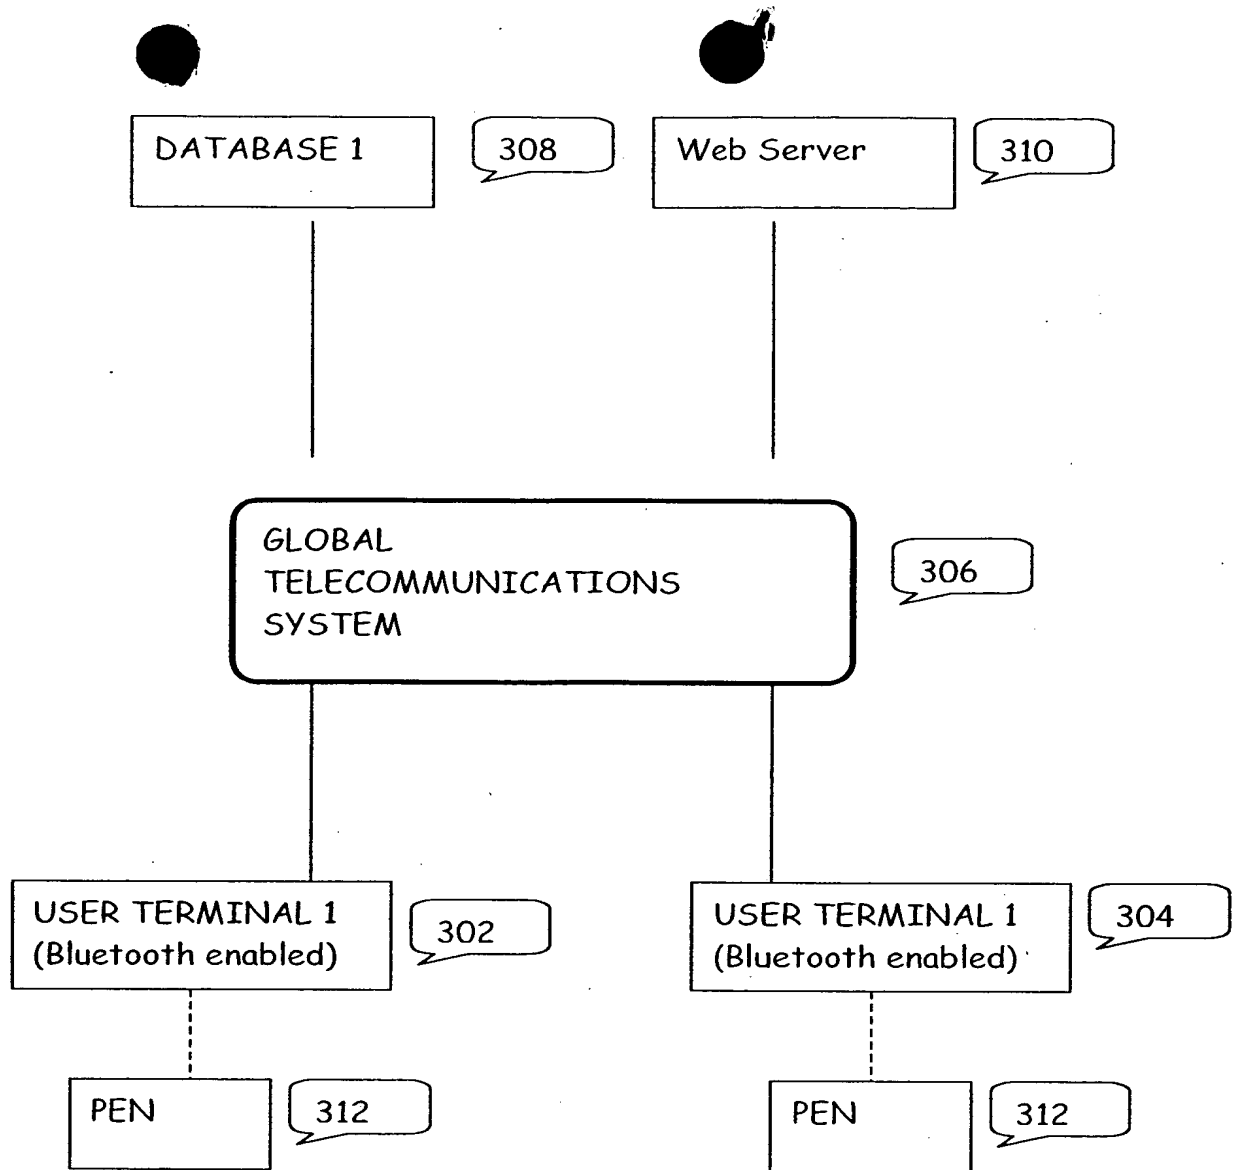 DATABASE 1
308
Web Server
310
GLOBAL
TELECOMMUNICATIONS
SYSTEM
306
USER TERMINAL 1
(Bluetooth enabled)
302
USER TERMINAL 1
(Bluetooth enabled)
304
PEN
312
PEN
312